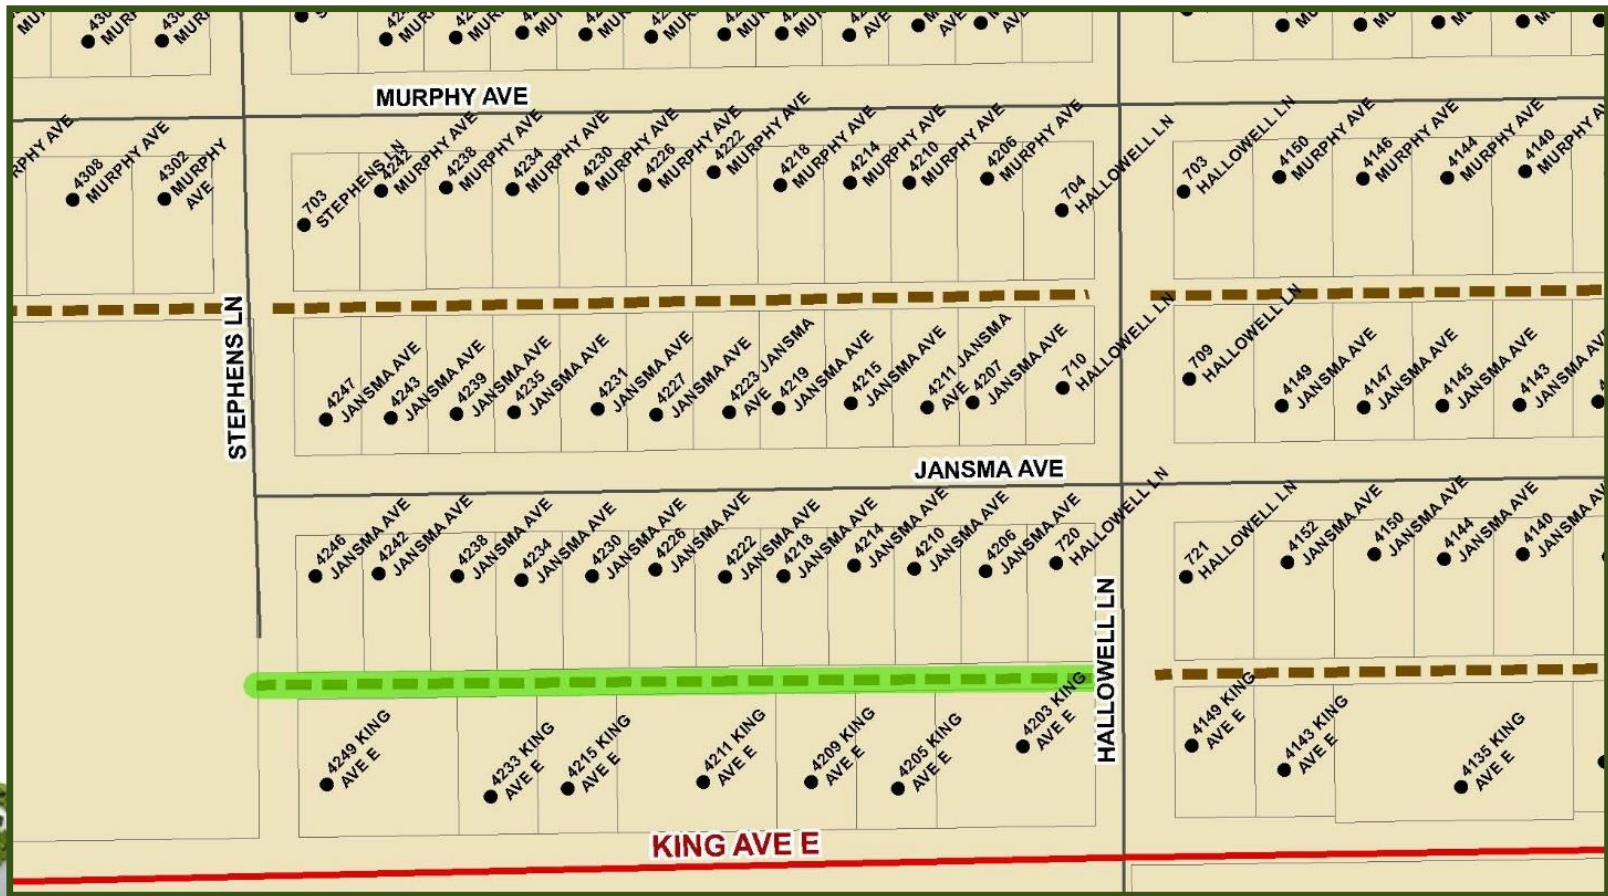 MURPHY AVE
RPHY AVE
4308
MURPHY AVE
4302
MURPHY
AVE
703
STEPHENS LN
4242
MURPHY AVE
4238
MURPHY AVE
4234
MURPHY AVE
4230
MURPHY AVE
4226
MURPHY AVE
4222
MURPHY AVE
4218
MURPHY AVE
4214
MURPHY AVE
4210
MURPHY AVE
4206
MURPHY AVE
704
HALLOWELL LN
703
HALLOWELL LN
4150
MURPHY AVE
4146
MURPHY AVE
4144
MURPHY AVE
4140
MURPHY A
STEPHENS LN
4247
JANSMA AVE
4243
JANSMA AVE
4239
JANSMA AVE
4235
JANSMA AVE
4231
JANSMA AVE
4227
JANSMA AVE
4223 JANSMA
AVE
4219
JANSMA AVE
4215
JANSMA AVE
4211 JANSMA
AVE
4207
JANSMA AVE
710
HALLOWELL LN
709
HALLOWELL LN
4149
JANSMA AVE
4147
JANSMA AVE
4145
JANSMA AVE
4143
JANSMA AVE
JANSMA AVE
4246
JANSMA AVE
4242
JANSMA AVE
4238
JANSMA AVE
4234
JANSMA AVE
4230
JANSMA AVE
4226
JANSMA AVE
4222
JANSMA AVE
4218
JANSMA AVE
4214
JANSMA AVE
4210
JANSMA AVE
4206
JANSMA AVE
720
HALLOWELL LN
721
HALLOWELL LN
4152
JANSMA AVE
4150
JANSMA AVE
4144
JANSMA AVE
4140
JANSMA AV
HALLOWELL LN
4249 KING
AVE E
4233 KING
AVE E
4215 KING
AVE E
4211 KING
AVE E
4209 KING
AVE E
4205 KING
AVE E
4203 KING
AVE E
4149 KING
AVE E
4143 KING
AVE E
4135 KING
AVE E
KING AVE E